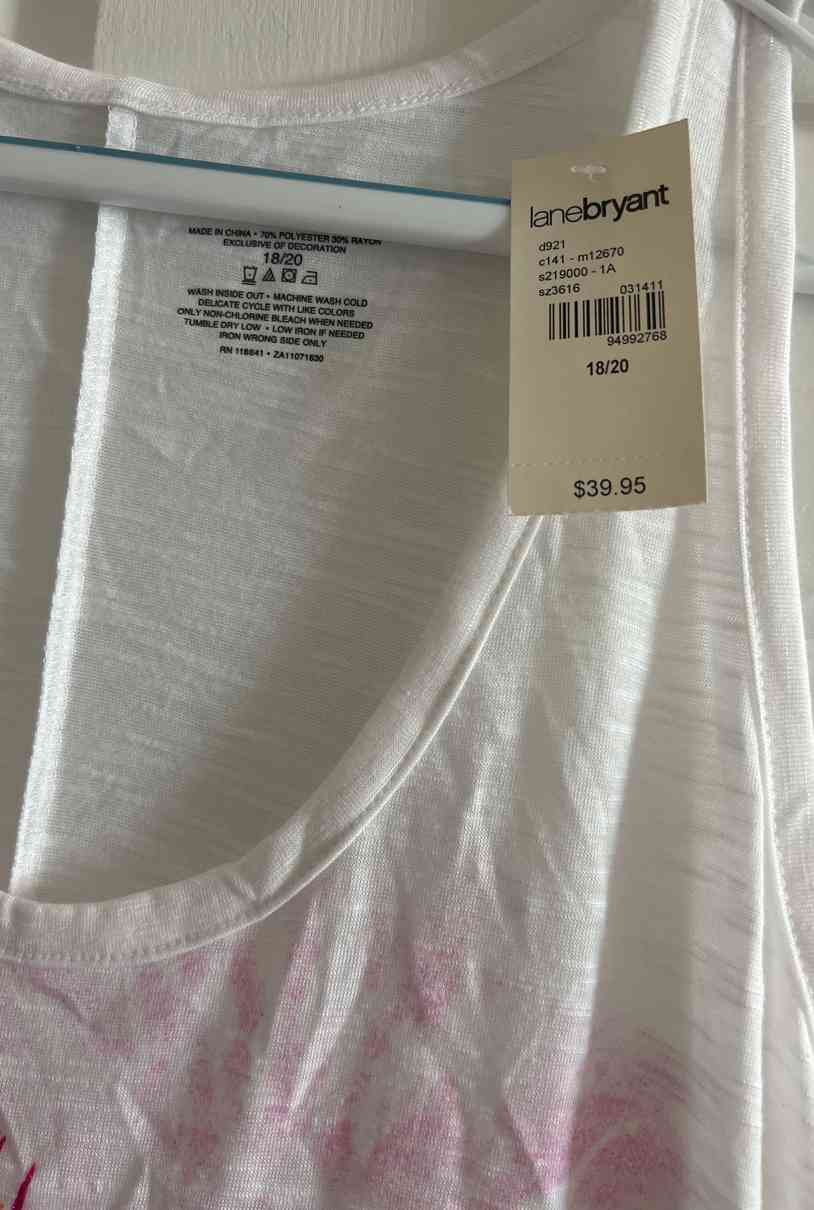 MADE IN CHINA • 70% POLYESTER 30% RAYON
EXCLUSIVE OF DECORATION
18/20
WASH INSIDE OUT • MACHINE WASH COLD
DELICATE CYCLE WITH LIKE COLORS
ONLY NON-CHLORINE BLEACH WHEN NEEDED
TUMBLE DRY LOW • LOW IRON IF NEEDED
IRON WRONG SIDE ONLY
RN 116841 • ZA11071630
lanebryant
d921
c141 - m12670
s219000 - 1A
sz3616 031411
94992768
18/20
$39.95